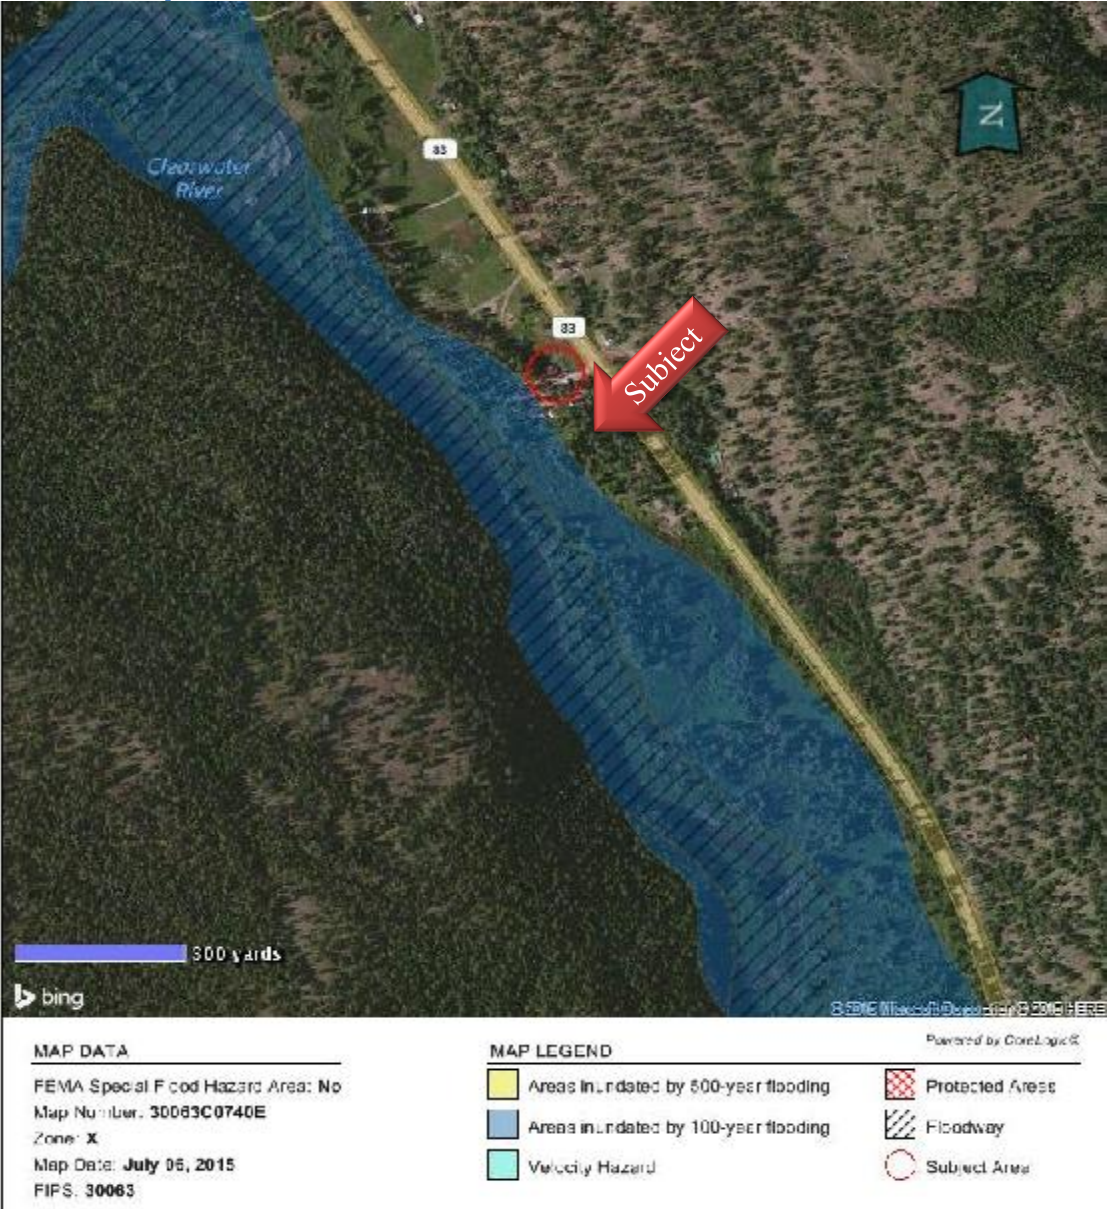 83
N
Clearwater
River
83
Subject
300 yards
bing
Powered by CoreLogic®
MAP DATA
FEMA Special Flood Hazard Area: No
Map Number: 30063C0740E
Zone: X
Map Date: July 06, 2015
FIPS: 30063
MAP LEGEND
Areas inundated by 500-year flooding
Areas inundated by 100-year flooding
Velocity Hazard
Protected Areas
Floodway
Subject Area